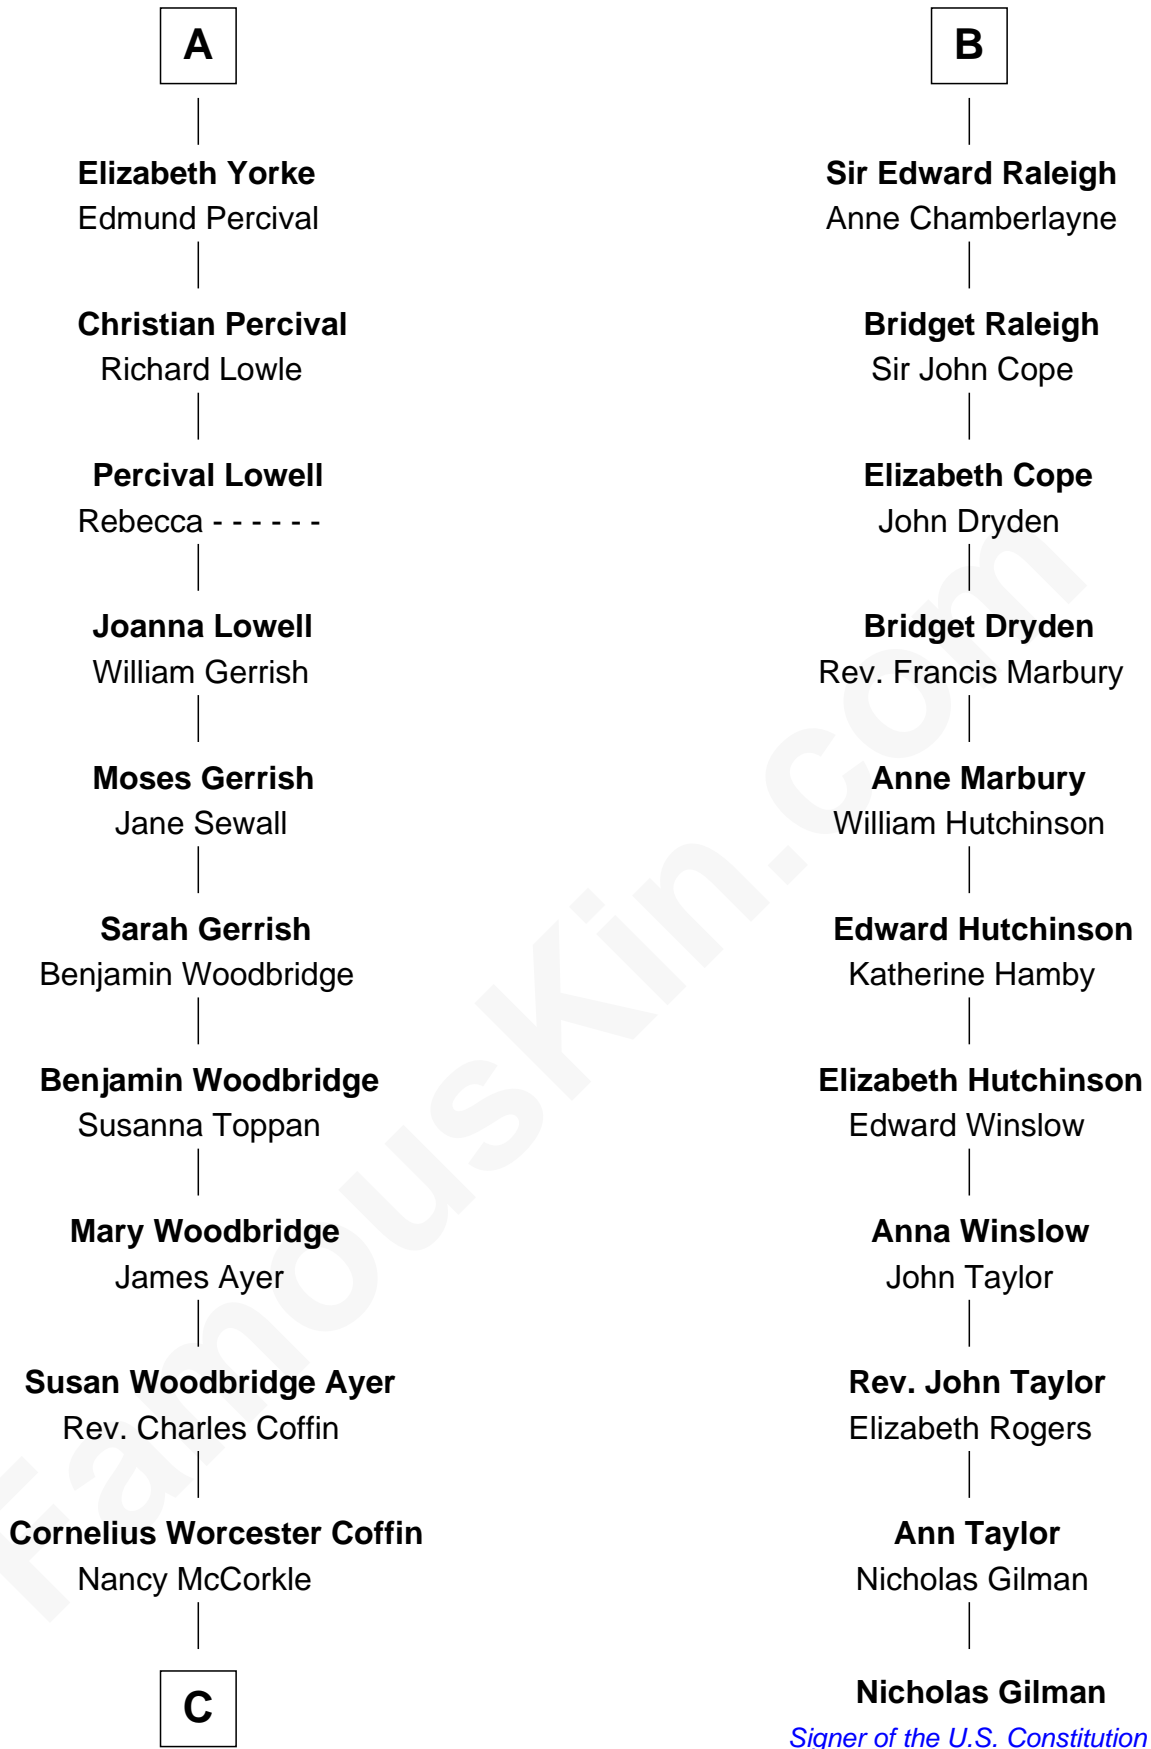 A
Elizabeth Yorke
Edmund Percival
Christian Percival
Richard Lowle
Percival Lowell
Rebecca - - - - - -
Joanna Lowell
William Gerrish
Moses Gerrish
Jane Sewall
Sarah Gerrish
Benjamin Woodbridge
Benjamin Woodbridge
Susanna Toppan
Mary Woodbridge
James Ayer
Susan Woodbridge Ayer
Rev. Charles Coffin
Cornelius Worcester Coffin
Nancy McCorkle
C
B
Sir Edward Raleigh
Anne Chamberlayne
Bridget Raleigh
Sir John Cope
Elizabeth Cope
John Dryden
Bridget Dryden
Rev. Francis Marbury
Anne Marbury
William Hutchinson
Edward Hutchinson
Katherine Hamby
Elizabeth Hutchinson
Edward Winslow
Anna Winslow
John Taylor
Rev. John Taylor
Elizabeth Rogers
Ann Taylor
Nicholas Gilman
Nicholas Gilman
Signer of the U.S. Constitution
FamousKin.com